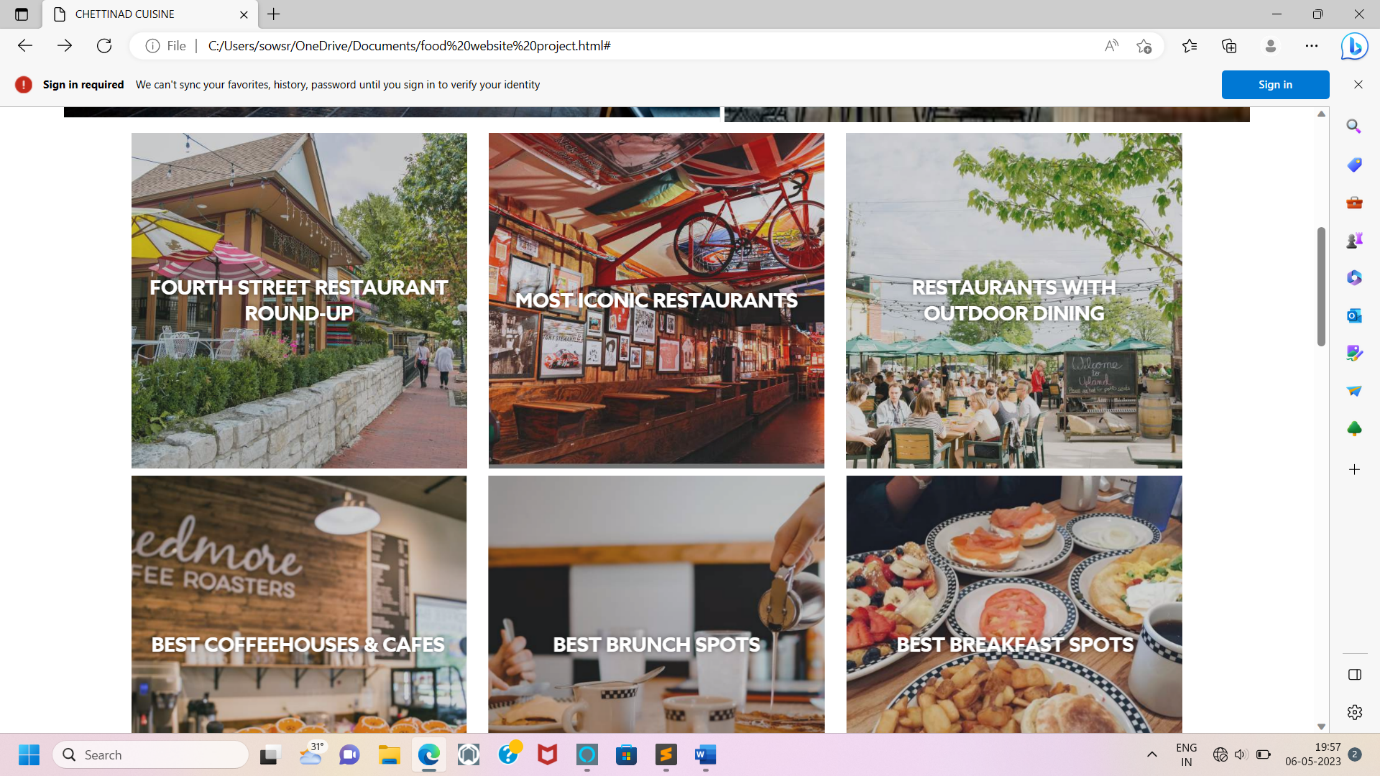 CHETTINAD CUISINE
File
C:/Users/sowsr/OneDrive/Documents/food%20website%20project.html#
Sign in required We can't sync your favorites, history, password until you sign in to verify your identity
Sign in
FOURTH STREET RESTAURANT
ROUND-UP
MOST ICONIC RESTAURANTS
RESTAURANTS WITH
OUTDOOR DINING
Welcome
to
Upland
edmore
FEE ROASTERS
BEST COFFEEHOUSES & CAFES
BEST BRUNCH SPOTS
BEST BREAKFAST SPOTS
31°
Search
ENG
IN
19:57
06-05-2023
2